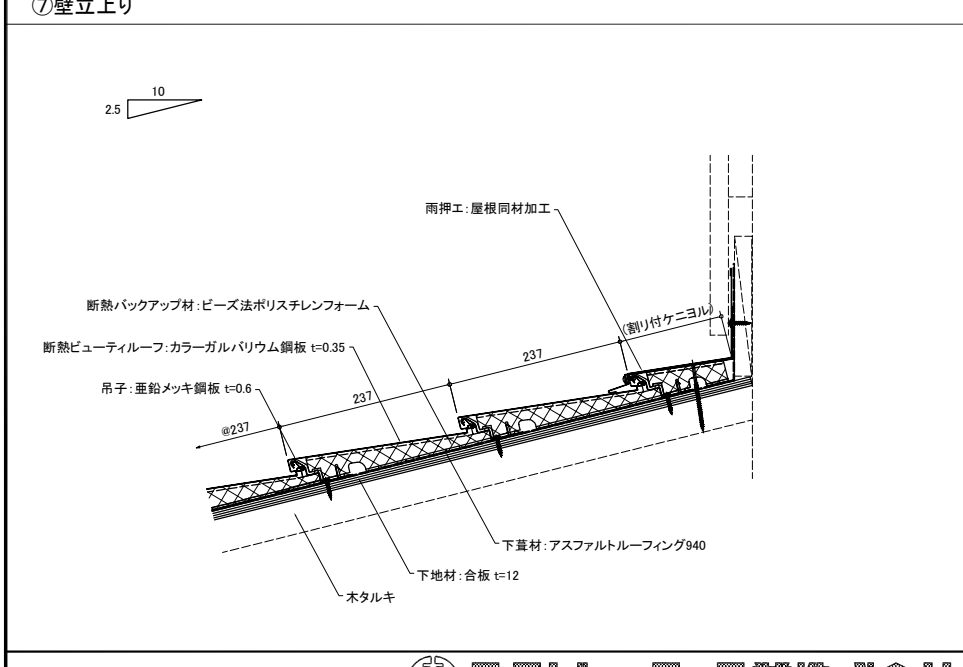 ⑦壁立上り
10
2.5
雨押エ:屋根同材加工
断熱バックアップ材:ビーズ法ポリスチレンフォーム
(割り付ケニヨル)
断熱ビューティルーフ:カラーガルバリウム鋼板 t=0.35
237
吊子:亜鉛メッキ鋼板 t=0.6
237
@237
下葺材:アスファルトルーフィング940
下地材:合板 t=12
木タルキ